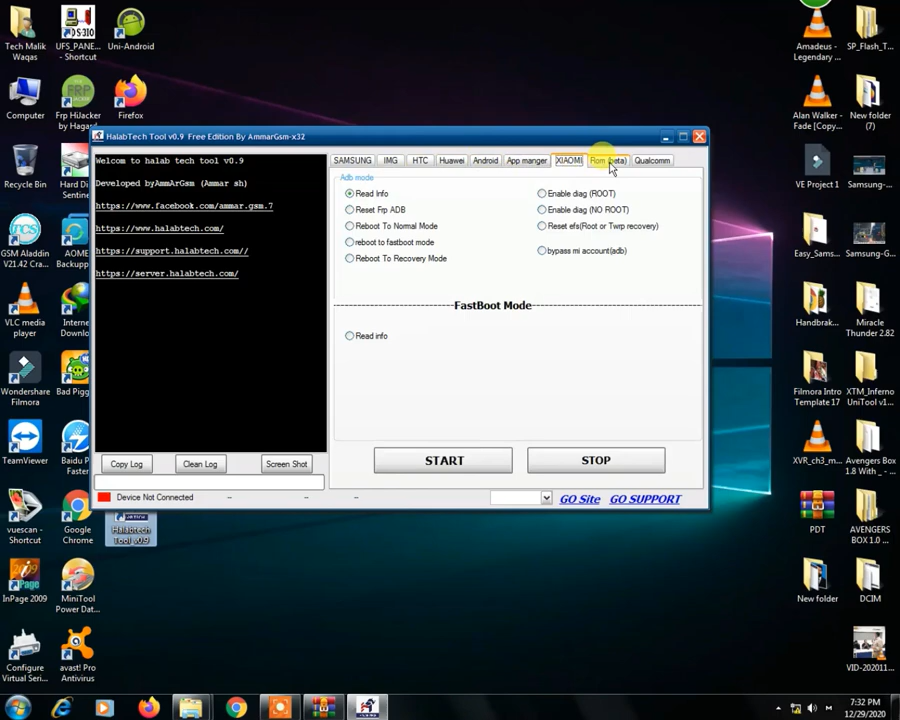 Tech Malik
Waqas
UFS_PANE...
- Shortcut
Uni-Android
Computer
Frp HiJacker
by Hagard
Firefox
Recycle Bin
GSM Aladdin
V21.42 Crac...
VLC media
player
Wondershare
Filmora
Bad Pigg
TeamViewer
Baidu P
Faster
vuescan -
Shortcut
Google
Chrome
Halabtech
Tool v0.9
InPage 2009
MiniTool
Power Dat...
Configure
Virtual Seri...
avast! Pro
Antivirus
HalabTech Tool v0.9 Free Edition By AmmarGsm-x32
Welcom to halab tech tool v0.9
Developed byAmmArGsm (Ammar sh)
https://www.facebook.com/ammar.gsm.7
https://www.halabtech.com/
https://support.halabtech.com//
https://server.halabtech.com/
Copy Log
Clean Log
Screen Shot
Device Not Connected
SAMSUNG IMG HTC Huawei Android App manger XIAOMI Rom (beta) Qualcomm
Adb mode
Read Info
Reset Frp ADB
Reboot To Normal Mode
reboot to fastboot mode
Reboot To Recovery Mode
Enable diag (ROOT)
Enable diag (NO ROOT)
Reset efs(Root or Twrp recovery)
bypass mi account(adb)
FastBoot Mode
Read info
START
STOP
GO Site
GO SUPPORT
Amadeus -
Legendary ...
SP_Flash_T...
Alan Walker -
Fade [Copy...
New folder
(7)
VE Project 1
Samsung-...
Easy_Sams...
Samsung-G...
Handbrak...
Miracle
Thunder 2.82
Filmora Intro
Template 17
XTM_Inferno
UniTool v1...
XVR_ch3_m...
Avengers Box
1.8 With _ - ...
PDT
AVENGERS
BOX 1.0 ...
New folder
DCIM
VID-202011...
7:32 PM
12/29/2020